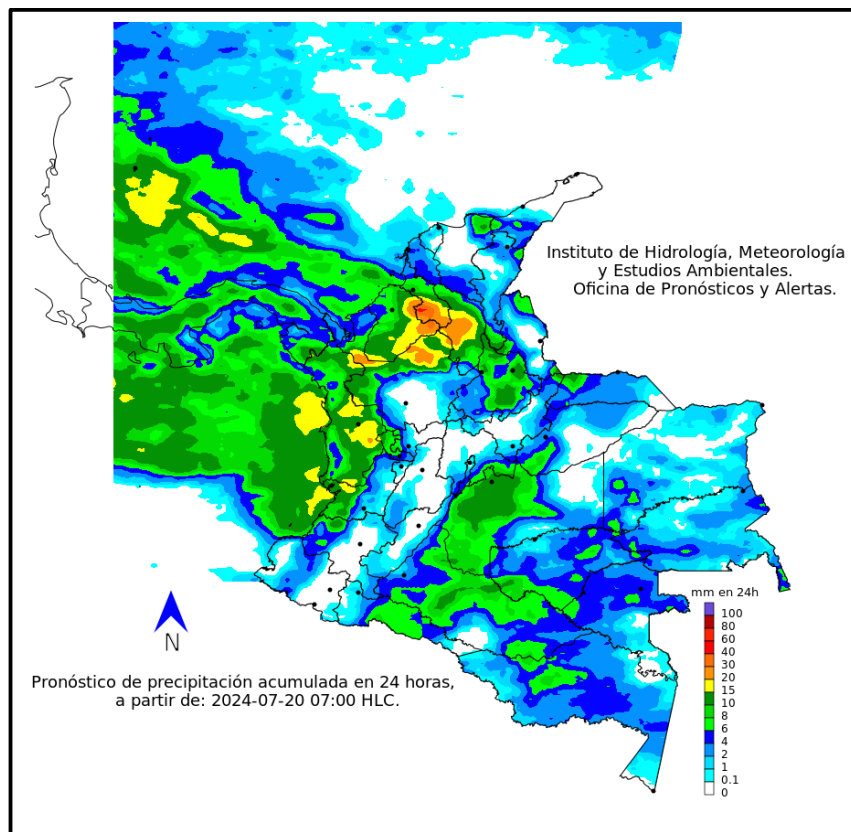 Instituto de Hidrología, Meteorología
y Estudios Ambientales.
Oficina de Pronósticos y Alertas.
mm en 24h
100
80
60
40
30
20
15
10
8
6
4
2
1
0.1
0
N
Pronóstico de precipitación acumulada en 24 horas,
a partir de: 2024-07-20 07:00 HLC.